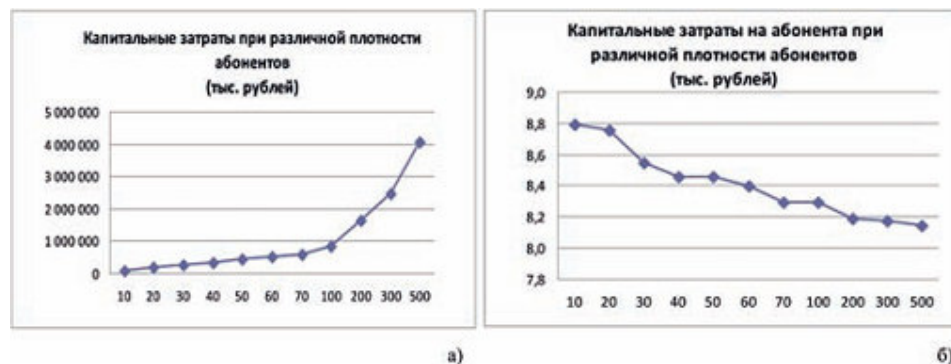 Капитальные затраты при различной плотности
абонентов
(тыс. рублей)
5 000 000
4 000 000
3 000 000
2 000 000
1 000 000
0
10 20 30 40 50 60 70 100 200 300 500
а)
Капитальные затраты на абонента при
различной плотности абонентов
(тыс. рублей)
9,0
8,8
8,6
8,4
8,2
8,0
7,8
10 20 30 40 50 60 70 100 200 300 500
б)